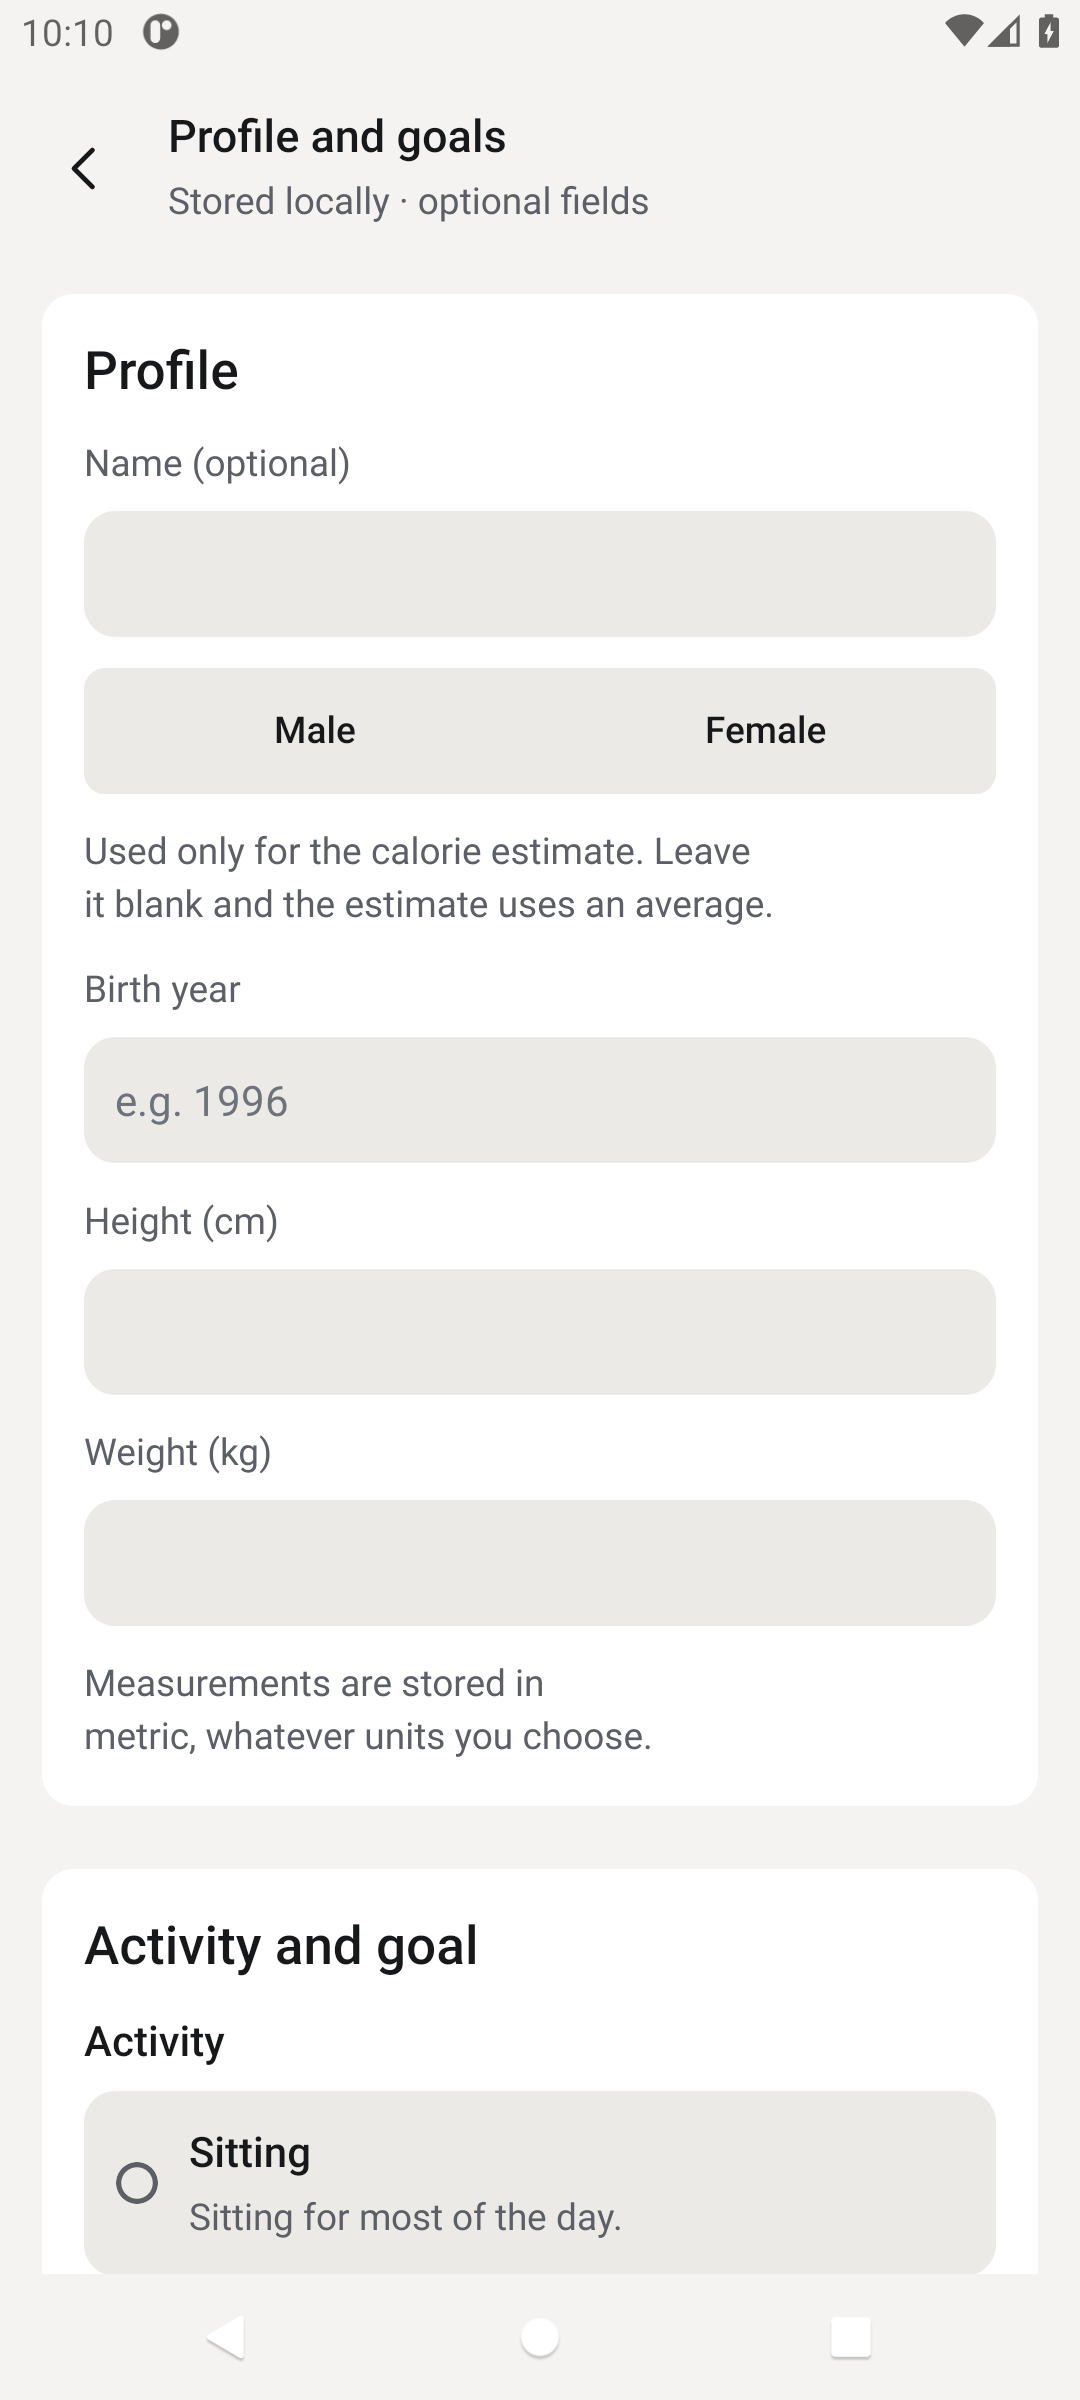 10:10
Profile and goals
Stored locally · optional fields
Profile
Name (optional)
Male
Female
Used only for the calorie estimate. Leave
it blank and the estimate uses an average.
Birth year
e.g. 1996
Height (cm)
Weight (kg)
Measurements are stored in
metric, whatever units you choose.
Activity and goal
Activity
Sitting
Sitting for most of the day.